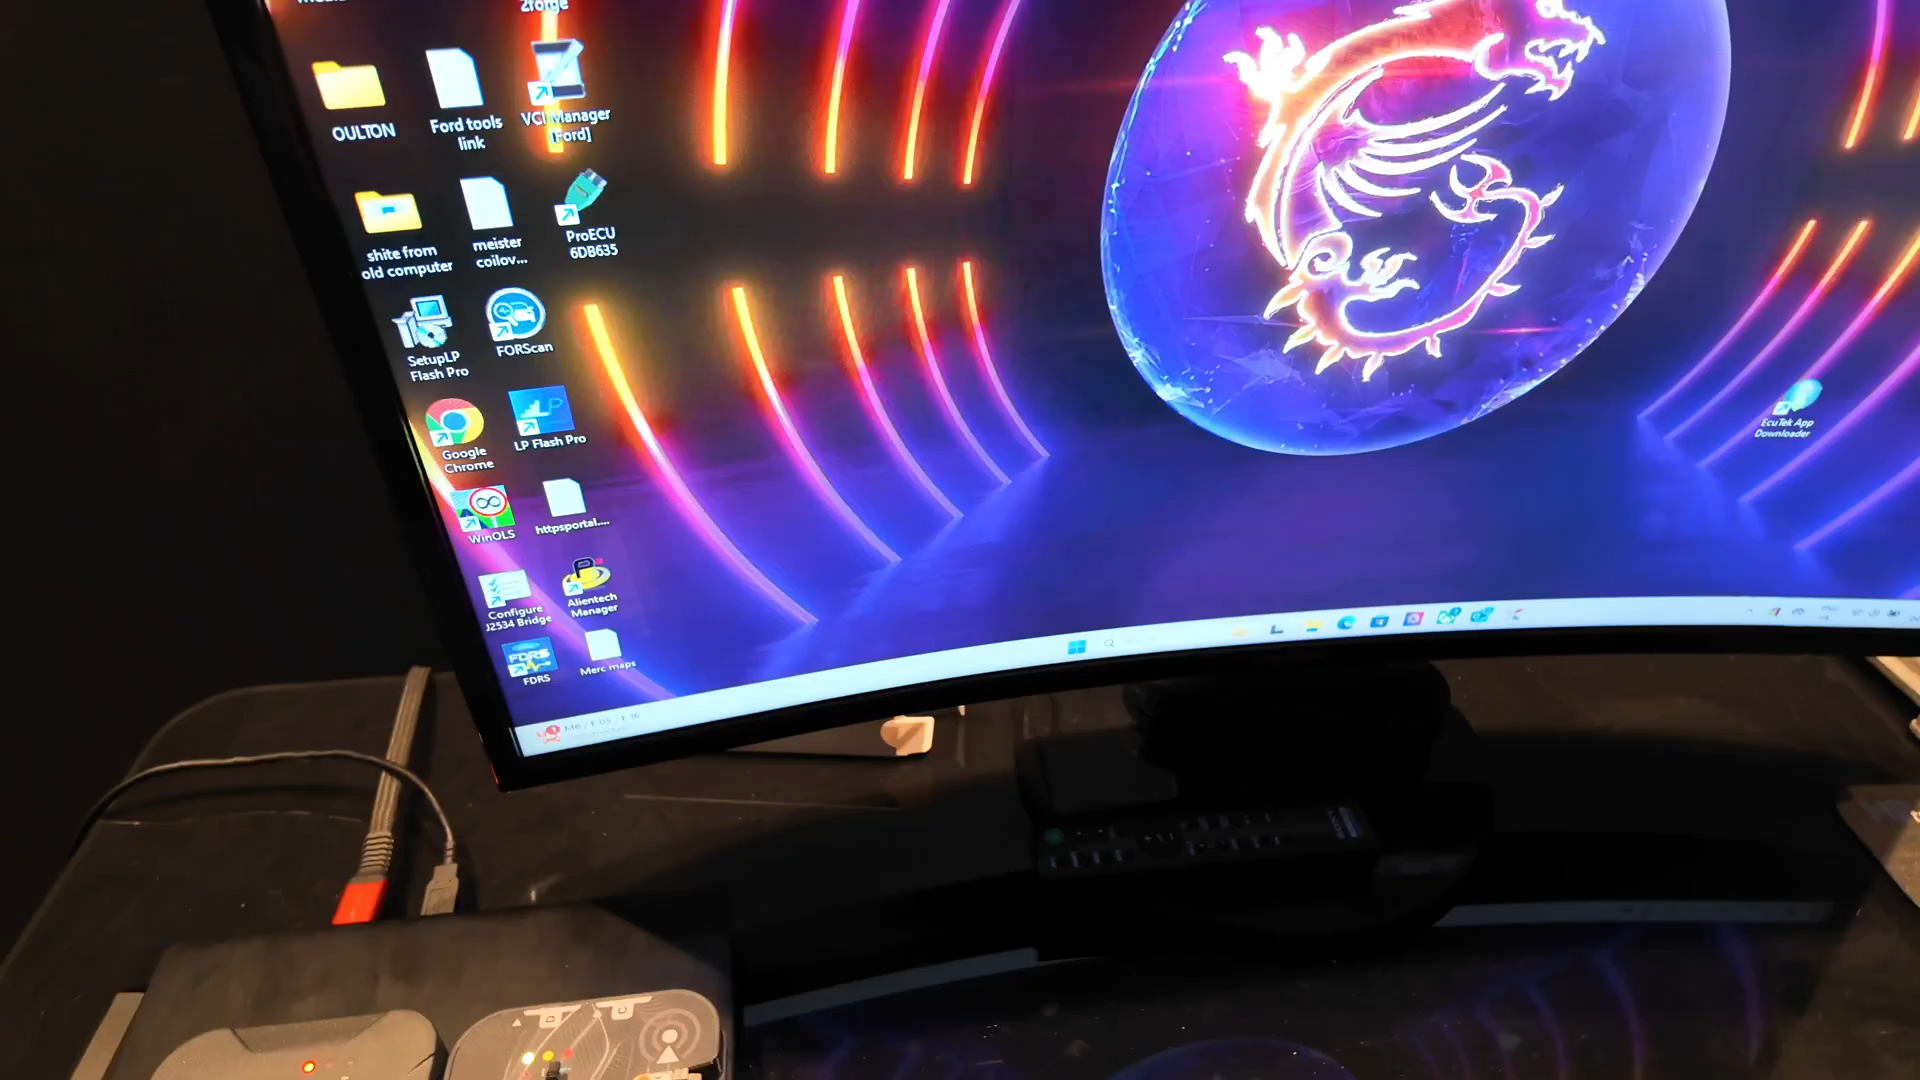 2forge
OULTON
Ford tools
link
VCI Manager
[Ford]
shite from
old computer
meister
coilov...
ProECU
6DB635
SetupLP
Flash Pro
FORScan
Google
Chrome
LP Flash Pro
WinOLS
httpsportal....
Configure
J2534 Bridge
Alientech
Manager
FDRS
FDRS
Merc maps
EcuTek App
Downloader
SONY